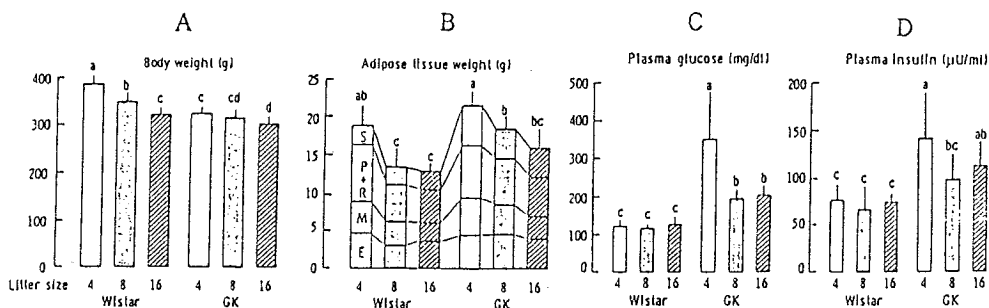 A B C D
Body weight (g)
400
300
200
100
0
a b c c cd d
Litter size 4 8 16 4 8 16
Wistar GK
Adipose tissue weight (g)
25
20
15
10
5
0
ab c c a b bc
S
P+R
M
E
4 8 16 4 8 16
Wistar GK
Plasma glucose (mg/dl)
500
400
300
200
100
0
c c c a b b
4 8 16 4 8 16
Wistar GK
Plasma insulin (μU/ml)
200
150
100
50
0
c c c a bc ab
4 8 16 4 8 16
Wistar GK